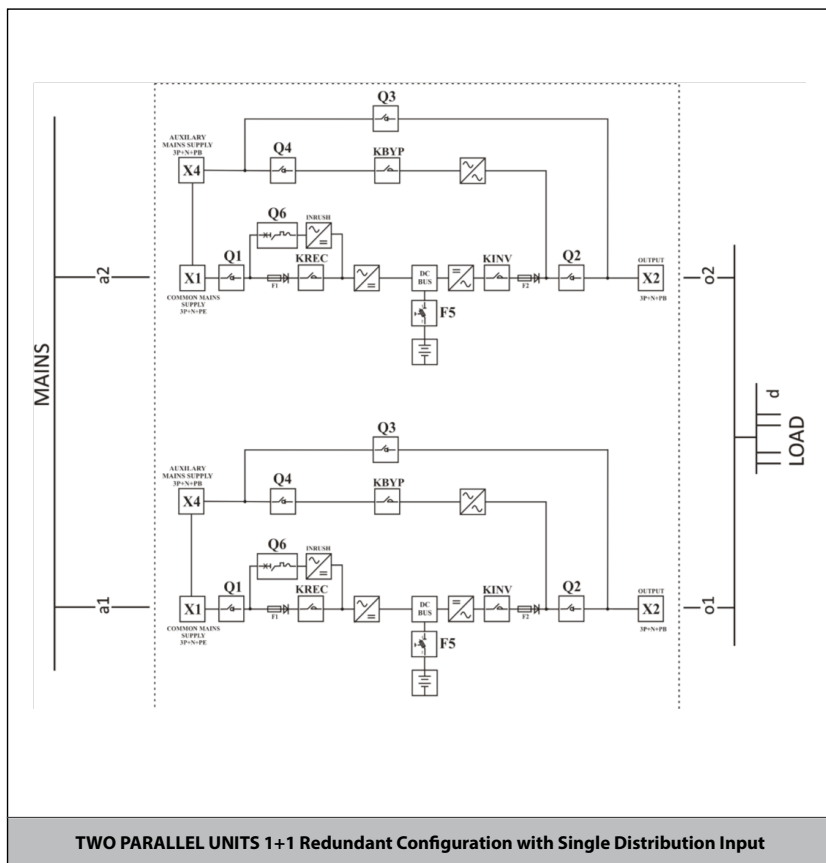 Q3
AUXILARY
MAINS SUPPLY
3P+N+PB
X4
Q4
KBYP
Q6
INRUSH
Q1
KREC
KINV
Q2
OUTPUT
a2
X1
F1
DC
BUS
F2
X2
o2
COMMON MAINS
SUPPLY
3P+N+PE
3P+N+PB
F5
MAINS
d
LOAD
Q3
AUXILARY
MAINS SUPPLY
3P+N+PB
X4
Q4
KBYP
Q6
INRUSH
Q1
KREC
KINV
Q2
OUTPUT
a1
X1
F1
DC
BUS
F2
X2
o1
COMMON MAINS
SUPPLY
3P+N+PE
3P+N+PB
F5
TWO PARALLEL UNITS 1+1 Redundant Configuration with Single Distribution Input